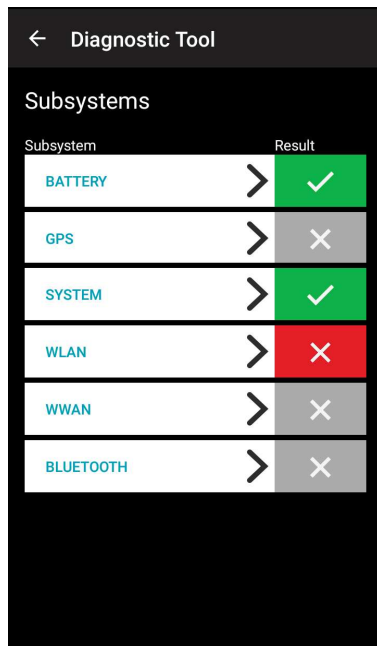 Diagnostic Tool
Subsystems
Subsystem Result
BATTERY
GPS
SYSTEM
WLAN
WWAN
BLUETOOTH